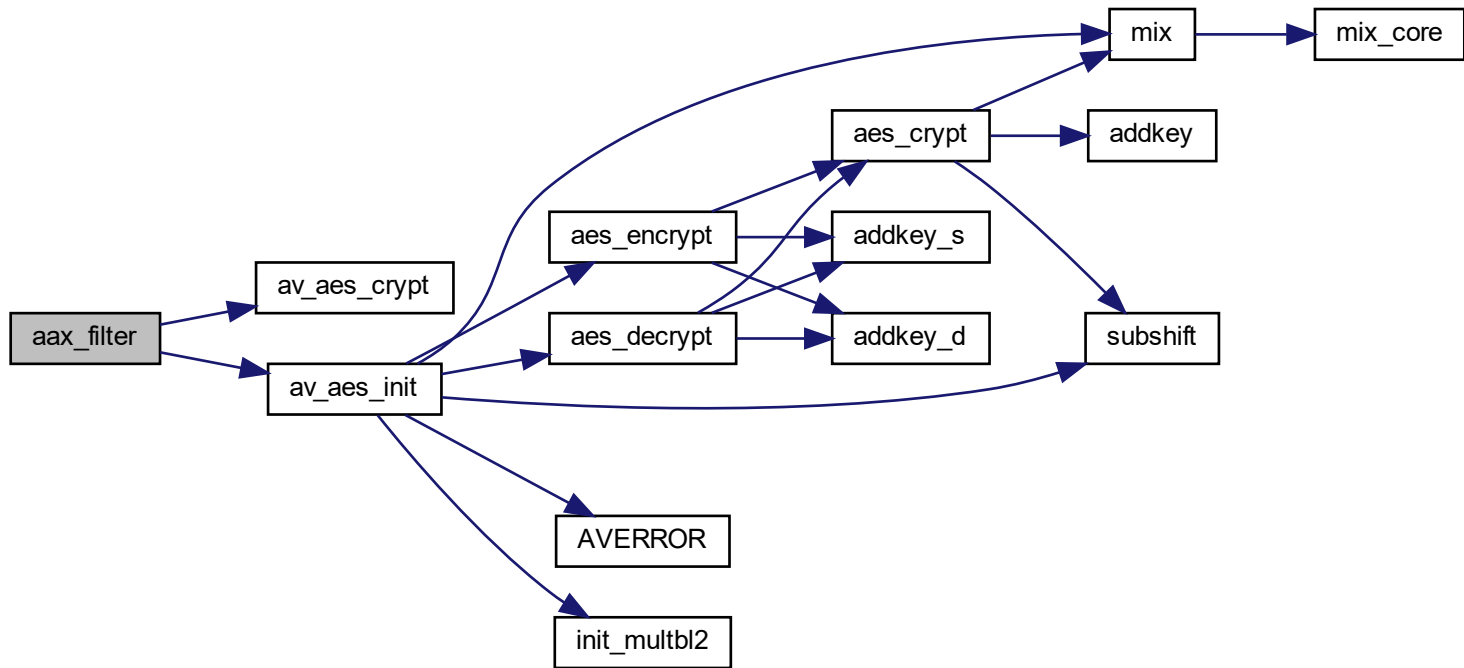 aax_filter
av_aes_crypt
av_aes_init
aes_encrypt
aes_decrypt
AVERROR
init_multbl2
aes_crypt
addkey_s
addkey_d
mix
addkey
subshift
mix_core